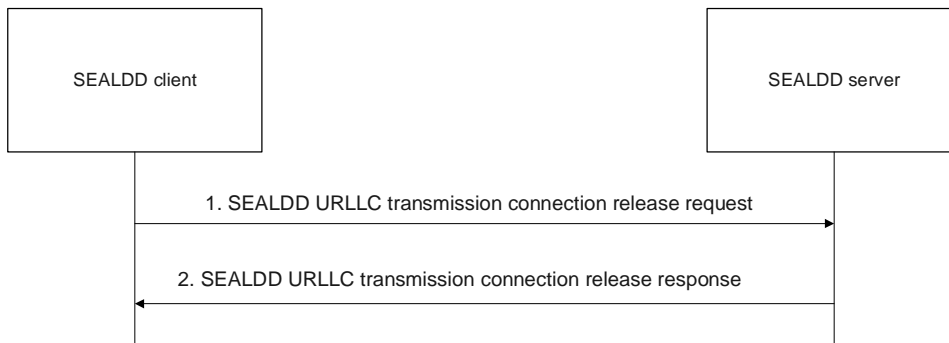 SEALDD client
SEALDD server
1. SEALDD URLLC transmission connection release request
2. SEALDD URLLC transmission connection release response